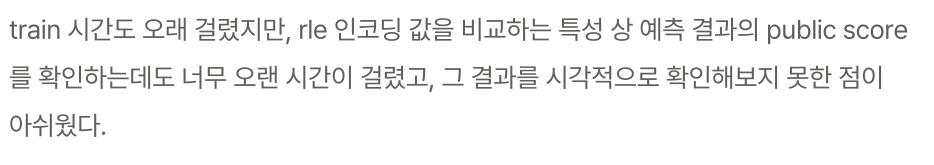 train 시간도 오래 걸렸지만, rle 인코딩 값을 비교하는 특성 상 예측 결과의 public score
를 확인하는데도 너무 오랜 시간이 걸렸고, 그 결과를 시각적으로 확인해보지 못한 점이
아쉬웠다.